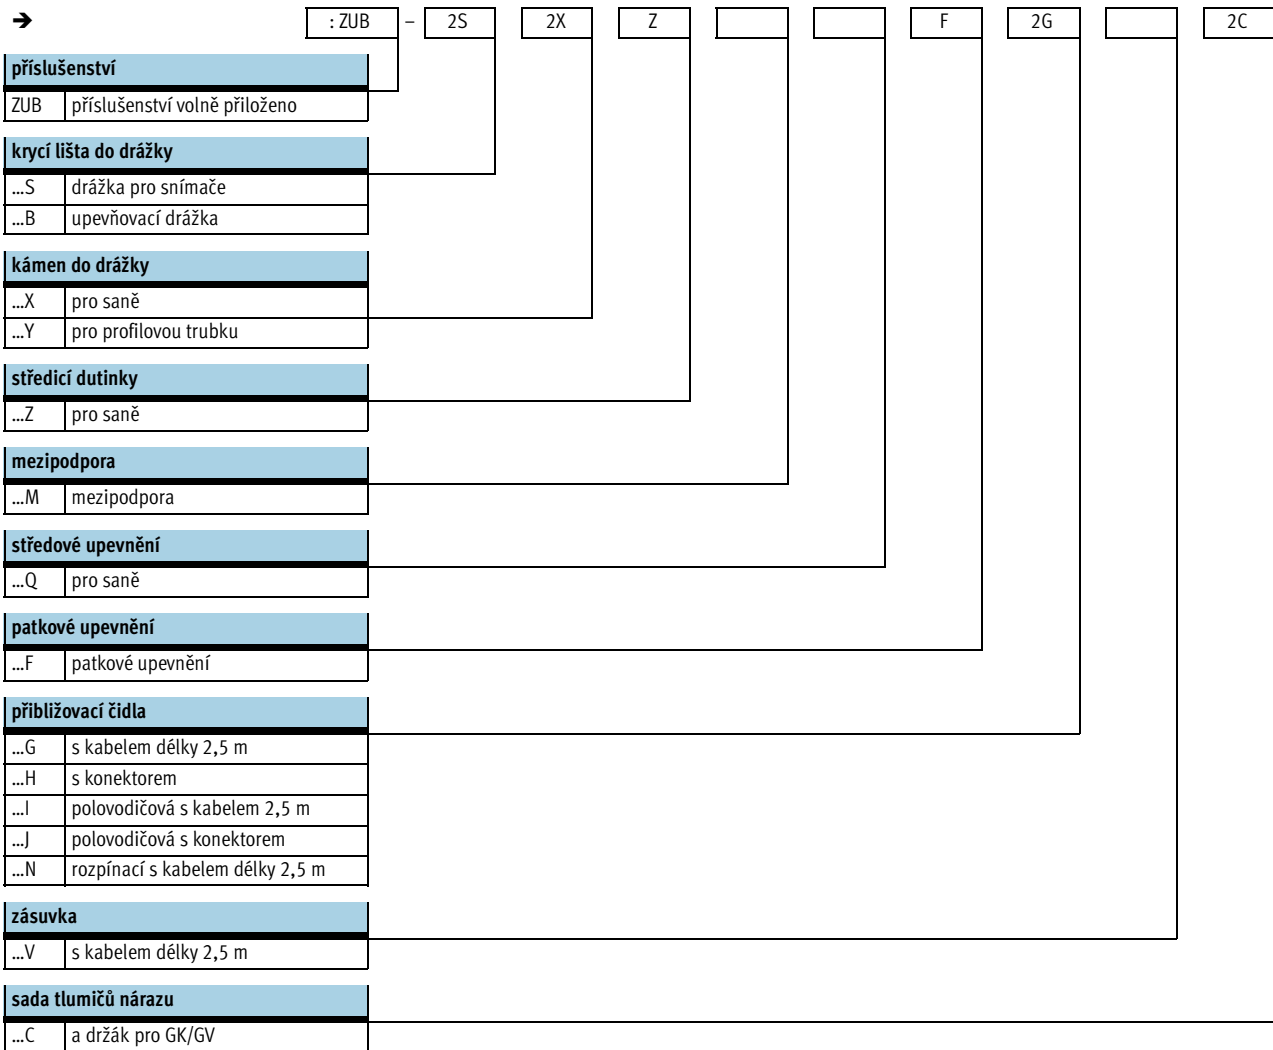 ➔ : ZUB – 2S 2X Z F 2G 2C
příslušenství
ZUB příslušenství volně přiloženo
krycí lišta do drážky
...S drážka pro snímače
...B upevňovací drážka
kámen do drážky
...X pro saně
...Y pro profilovou trubku
středicí dutinky
...Z pro saně
mezipodpora
...M mezipodpora
středové upevnění
...Q pro saně
patkové upevnění
...F patkové upevnění
přibližovací čidla
...G s kabelem délky 2,5 m
...H s konektorem
...I polovodičová s kabelem 2,5 m
...J polovodičová s konektorem
...N rozpínací s kabelem délky 2,5 m
zásuvka
...V s kabelem délky 2,5 m
sada tlumičů nárazu
...C a držák pro GK/GV